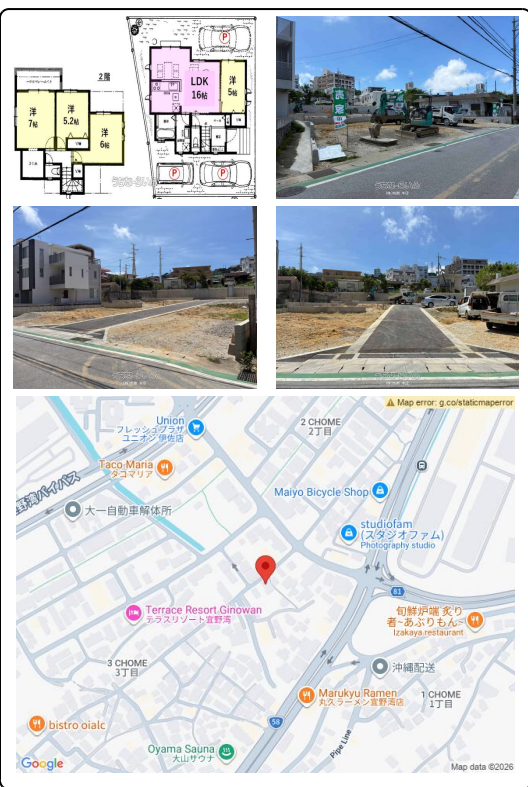 2階
洋
7帖
洋
5.2帖
洋
6帖
P
LDK
16帖
洋
5帖
P
P
Map error: g.co/staticmaperror
Union
フレッシュプラザ
ユニオン 伊佐店
2 CHOME
2丁目
Taco Maria
タコマリア
Maiyo Bicycle Shop
野湾バイパス
大一自動車解体所
studiofam
(スタジオファム)
Photography studio
81
Terrace Resort Ginowan
テラスリゾート宜野湾
旬鮮炉端 炙り
者~あぶりもん~
Izakaya restaurant
3 CHOME
3丁目
沖縄配送
Marukyu Ramen
丸久ラーメン宜野湾店
1 CHOME
1丁目
58
bistro oialc
Pipe Line
Oyama Sauna
大山サウナ
Google
Map data ©2026